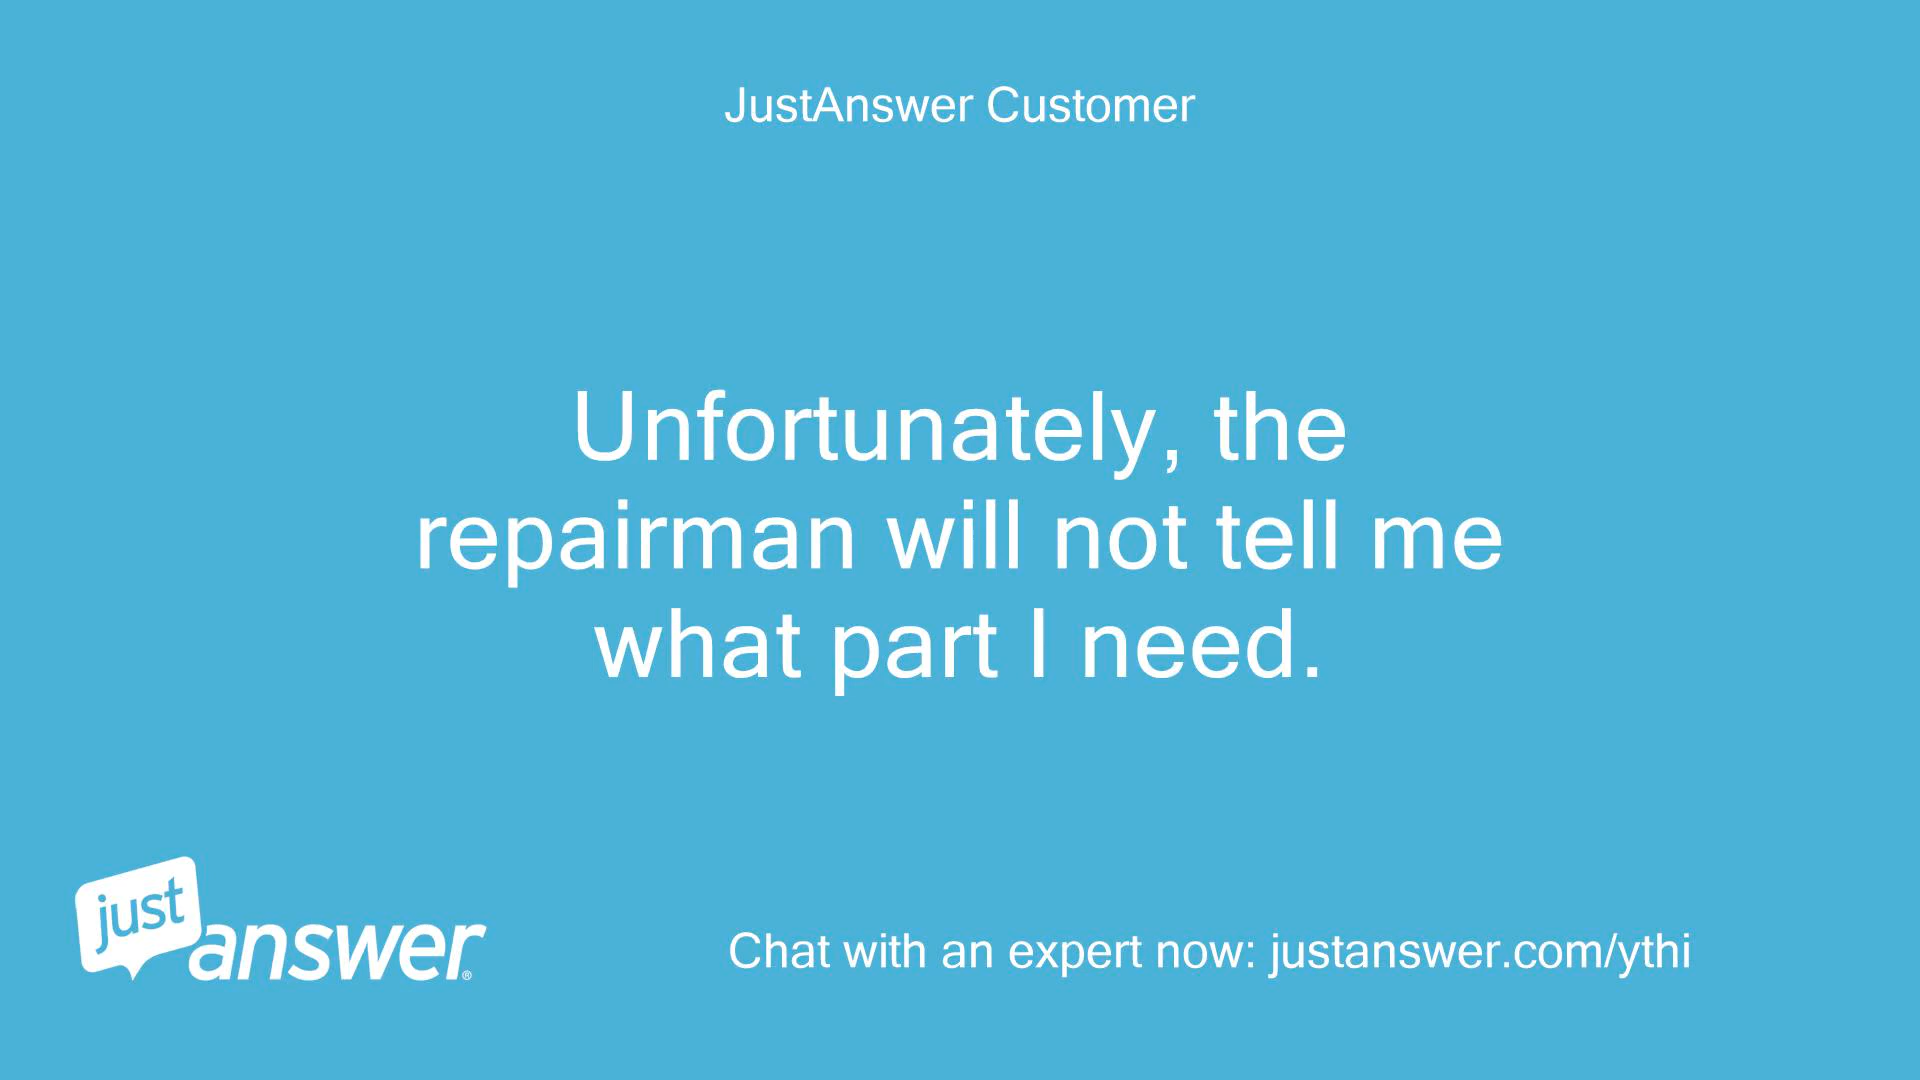 JustAnswer Customer
Unfortunately, the
repairman will not tell me
what part I need.
just
answer®
Chat with an expert now: justanswer.com/ythi